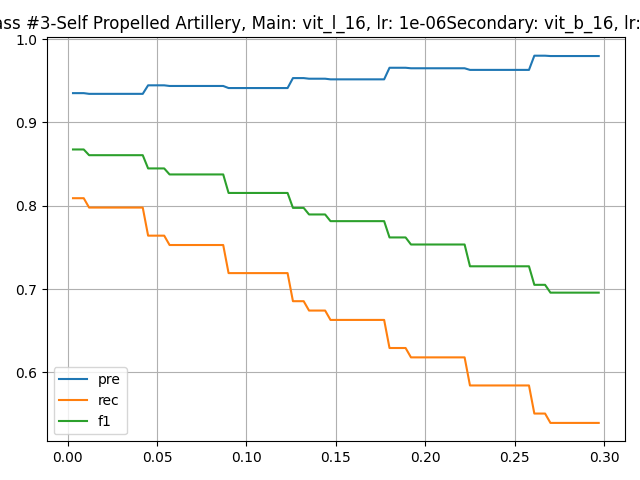 ass #3-Self Propelled Artillery, Main: vit_l_16, lr: 1e-06Secondary: vit_b_16, lr:
1.0
0.9
0.8
0.7
0.6
pre
rec
f1
0.00 0.05 0.10 0.15 0.20 0.25 0.30